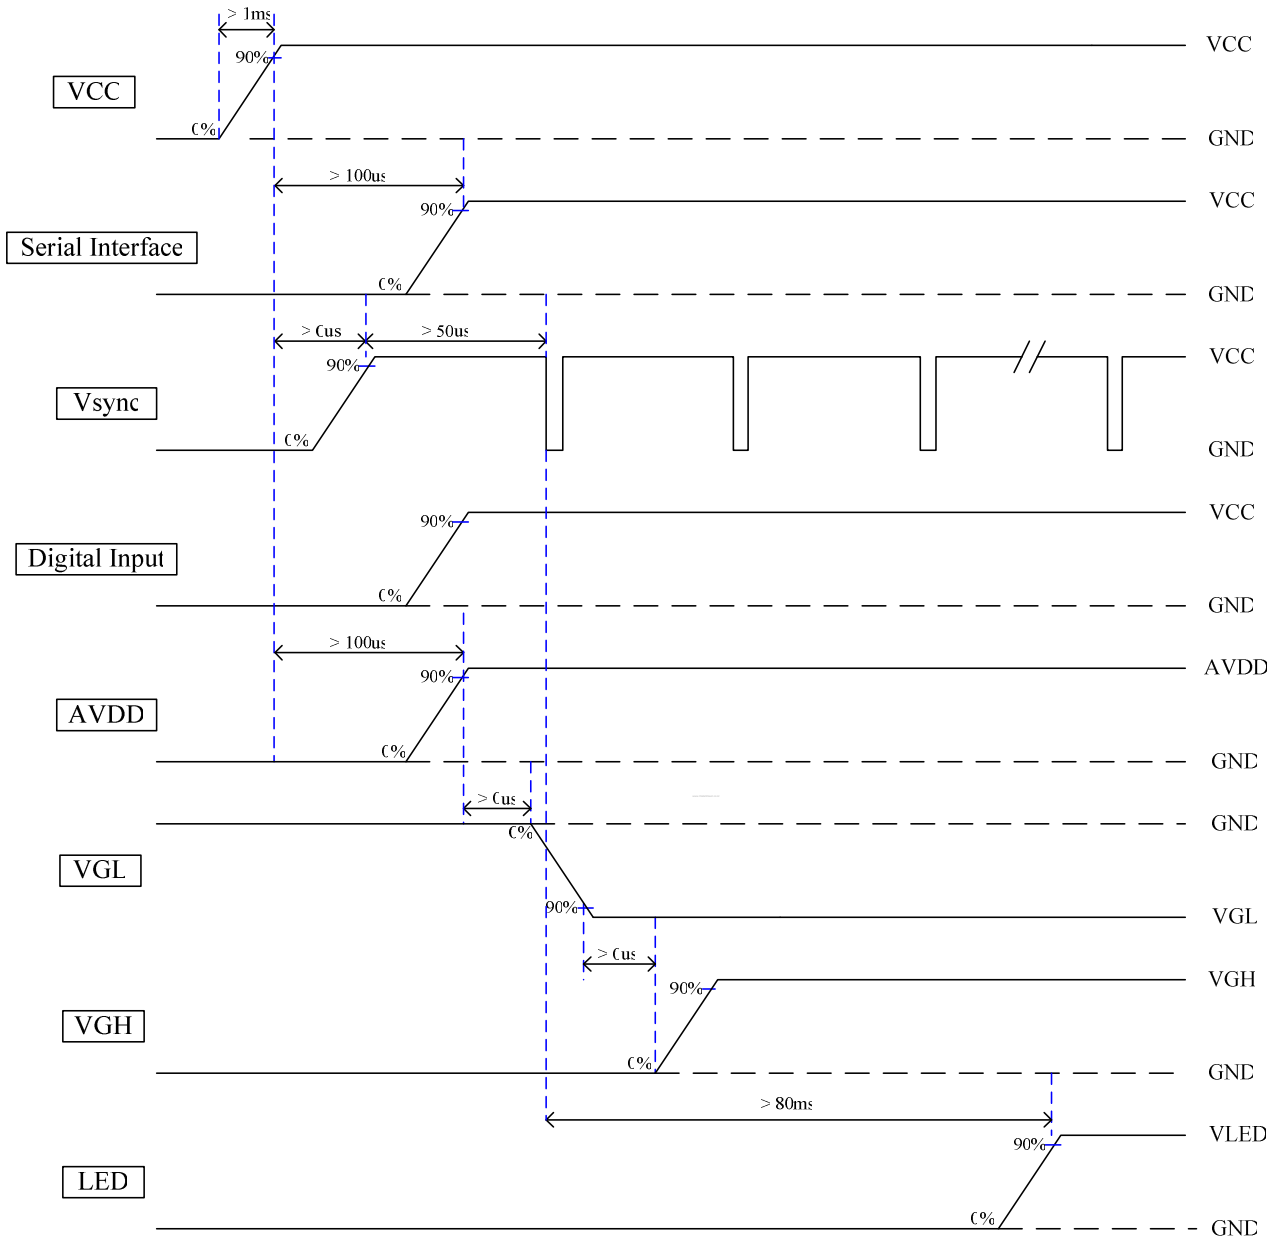 > 1ms
VCC
90%
VCC
0%
GND
> 100us
VCC
90%
Serial Interface
0%
GND
> 0us
> 50us
VCC
90%
Vsync
0%
GND
VCC
90%
Digital Input
0%
GND
> 100us
AVDD
90%
AVDD
0%
GND
> 0us
GND
0%
VGL
90%
VGL
> 0us
VGH
90%
VGH
0%
GND
> 80ms
VLED
90%
LED
0%
GND